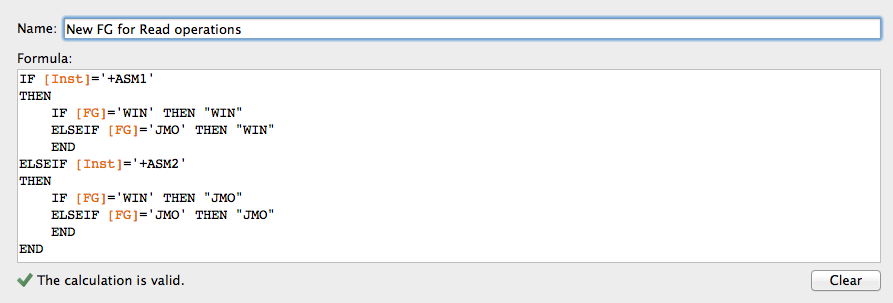 Name: New FG for Read operations
Formula:
IF [Inst]='+ASM1'
THEN
    IF [FG]='WIN' THEN "WIN"
    ELSEIF [FG]='JMO' THEN "WIN"
    END
ELSEIF [Inst]='+ASM2'
THEN
    IF [FG]='WIN' THEN "JMO"
    ELSEIF [FG]='JMO' THEN "JMO"
    END
END
The calculation is valid. Clear